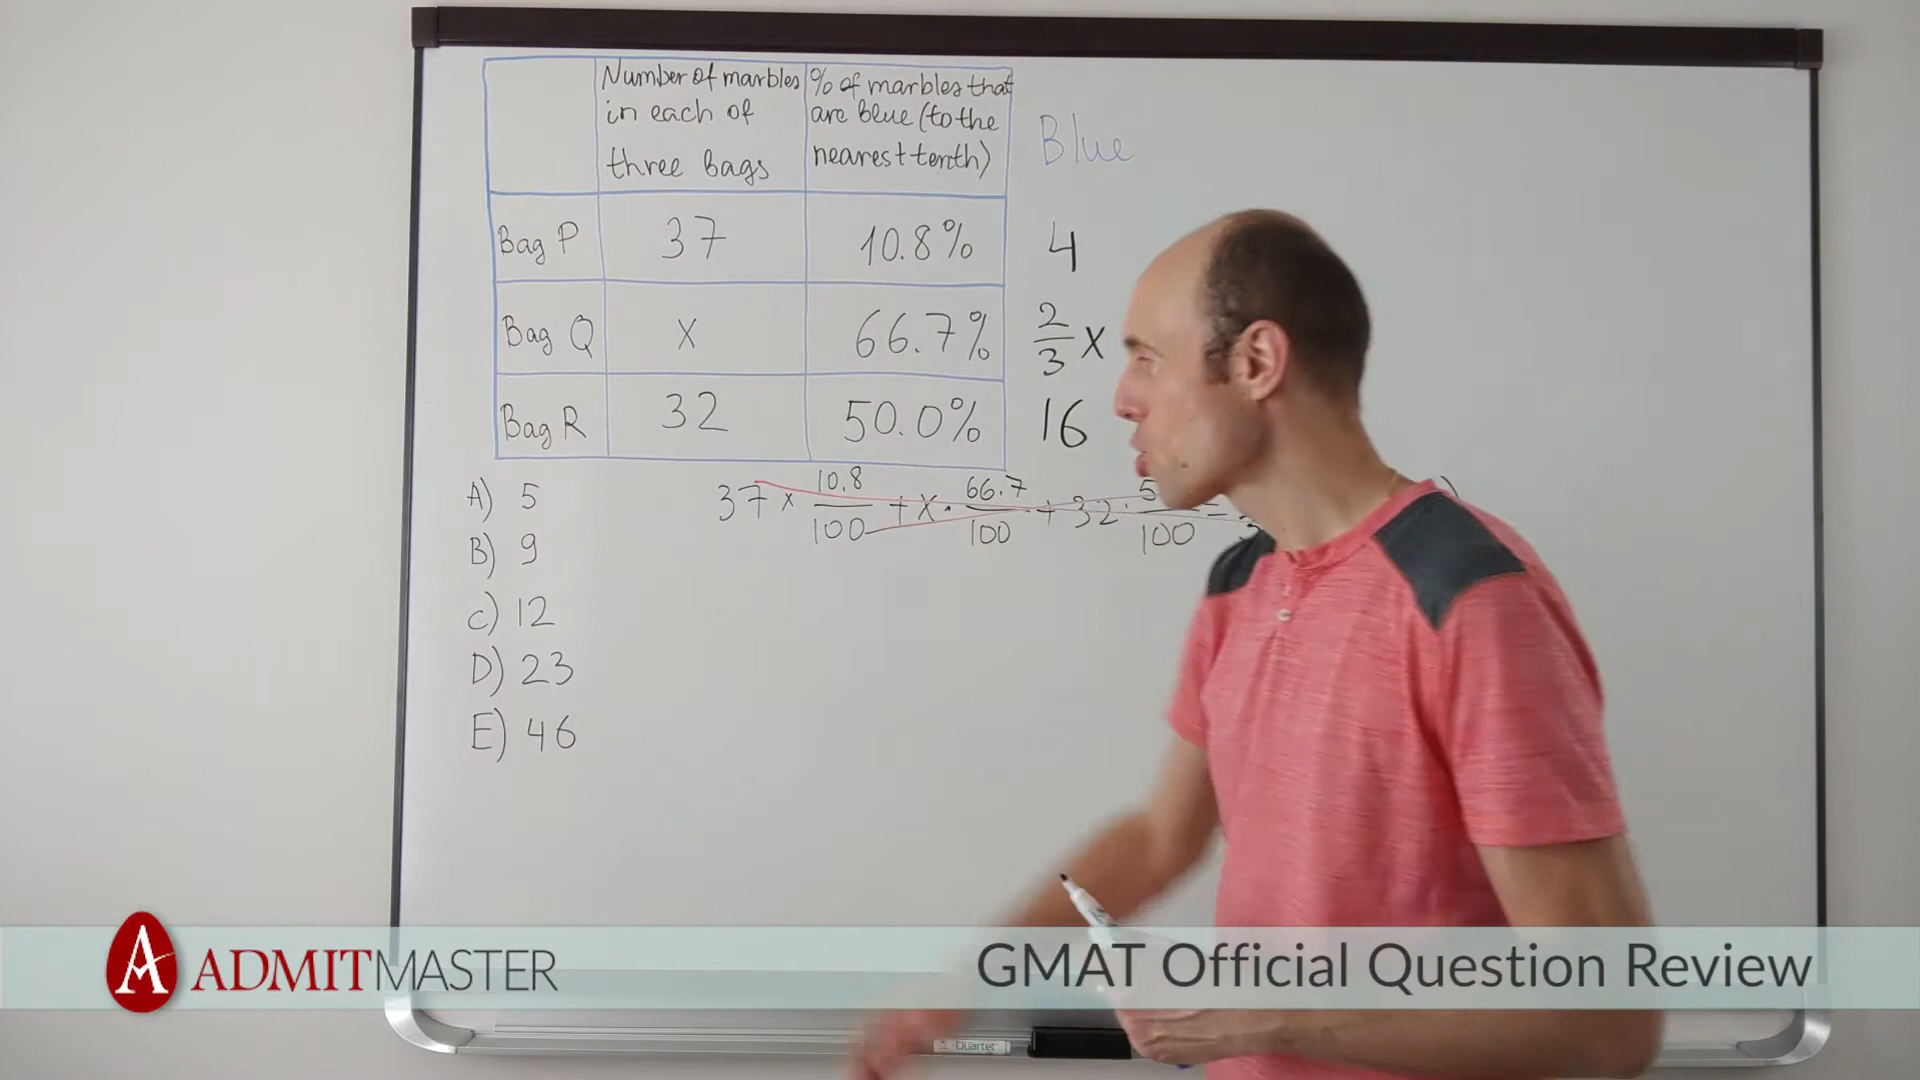 Number of marbles
in each of
three bags
% of marbles that
are blue (to the
nearest tenth)
Blue
Bag P
37
10.8%
4
Bag Q
X
66.7%
2/3 X
Bag R
32
50.0%
16
A) 5
B) 9
C) 12
D) 23
E) 46
37 x 10.8/100 + X · 66.7/100 + 32 · 5 /100 =
ADMITMASTER
GMAT Official Question Review
Quartet